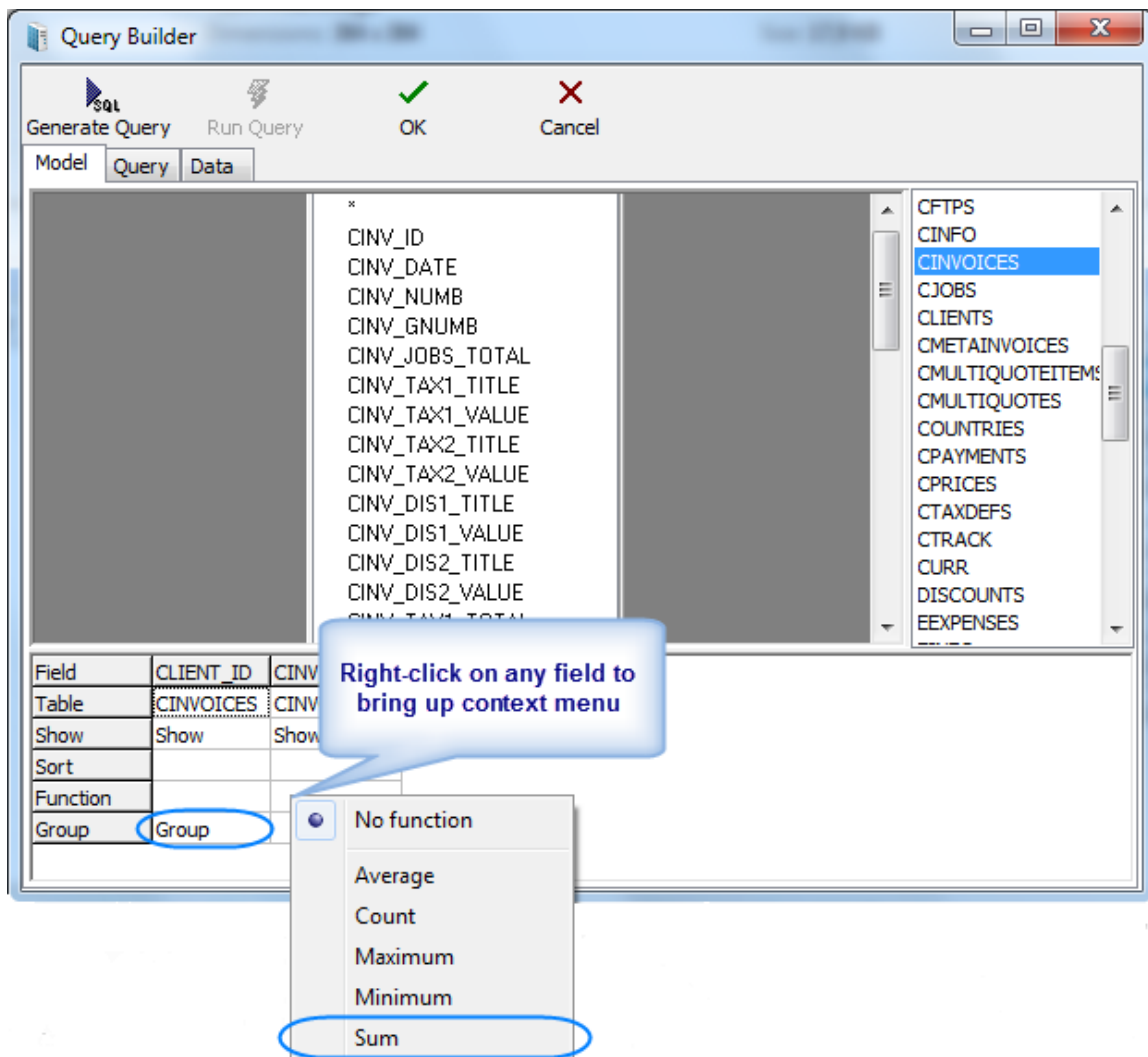 Query Builder
SQL
Generate Query Run Query OK Cancel
Model Query Data
*
CINV_ID
CINV_DATE
CINV_NUMB
CINV_GNUMB
CINV_JOBS_TOTAL
CINV_TAX1_TITLE
CINV_TAX1_VALUE
CINV_TAX2_TITLE
CINV_TAX2_VALUE
CINV_DIS1_TITLE
CINV_DIS1_VALUE
CINV_DIS2_TITLE
CINV_DIS2_VALUE
CFTPS
CINFO
CINVOICES
CJOBS
CLIENTS
CMETAINVOICES
CMULTIQUOTEITEMS
CMULTIQUOTES
COUNTRIES
CPAYMENTS
CPRICES
CTAXDEFS
CTRACK
CURR
DISCOUNTS
EEXPENSES
Field CLIENT_ID CINV
Table CINVOICES CINV
Show Show Show
Sort
Function
Group Group
Right-click on any field to
bring up context menu
No function
Average
Count
Maximum
Minimum
Sum